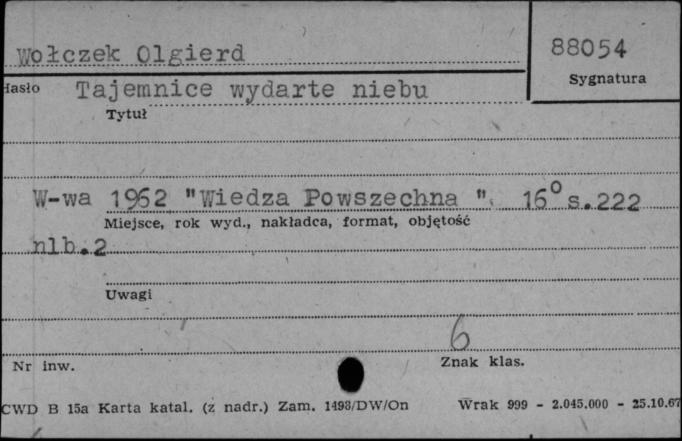 Wołczek Olgierd
88054
Sygnatura
Hasło Tajemnice wydarte niebu
Tytuł
W-wa 1962 "Wiedza Powszechna ". 16° s.222
Miejsce, rok wyd., nakładca, format, objętość
nlb.2
Uwagi
6
Nr inw.
Znak klas.
CWD B 15a Karta katal. (z nadr.) Zam. 1493/DW/On Wrak 999 - 2.045.000 - 25.10.67